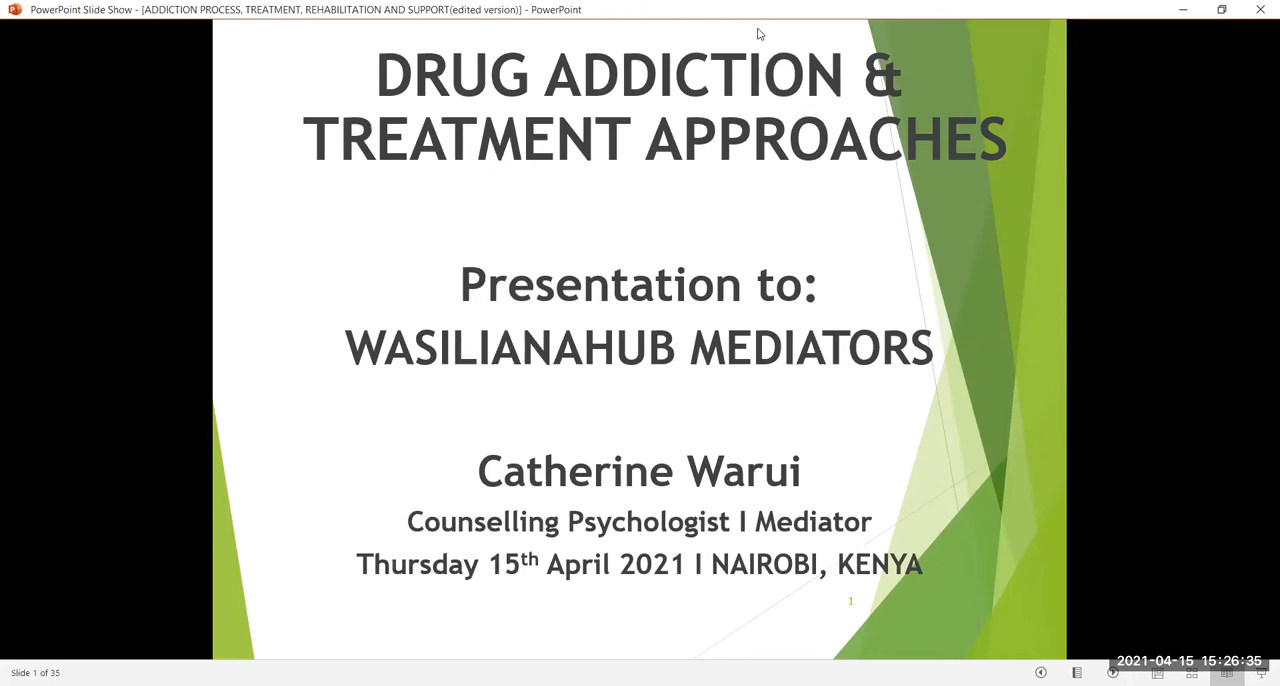 PowerPoint Slide Show - [ADDICTION PROCESS, TREATMENT, REHABILITATION AND SUPPORT(edited version)] - PowerPoint
DRUG ADDICTION &
TREATMENT APPROACHES
Presentation to:
WASILIANAHUB MEDIATORS
Catherine Warui
Counselling Psychologist I Mediator
Thursday 15th April 2021 I NAIROBI, KENYA
1
Slide 1 of 35
2021-04-15 15:26:35